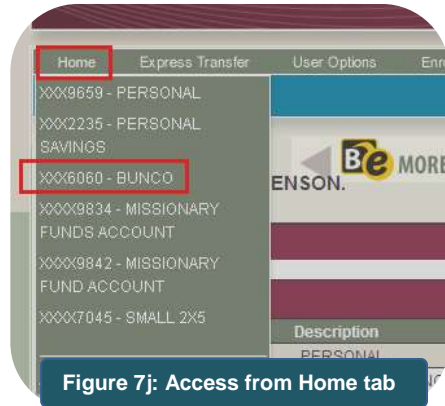 Home Express Transfer User Options
XXX9659 - PERSONAL
XXX2235 - PERSONAL
SAVINGS
XXX6060 - BUNCO
XXXX9834 - MISSIONARY
FUNDS ACCOUNT
XXXX9842 - MISSIONARY
FUND ACCOUNT
XXXX7045 - SMALL 2X5
Be MORE
ENSON.
Description
PERSONAL
Figure 7j: Access from Home tab